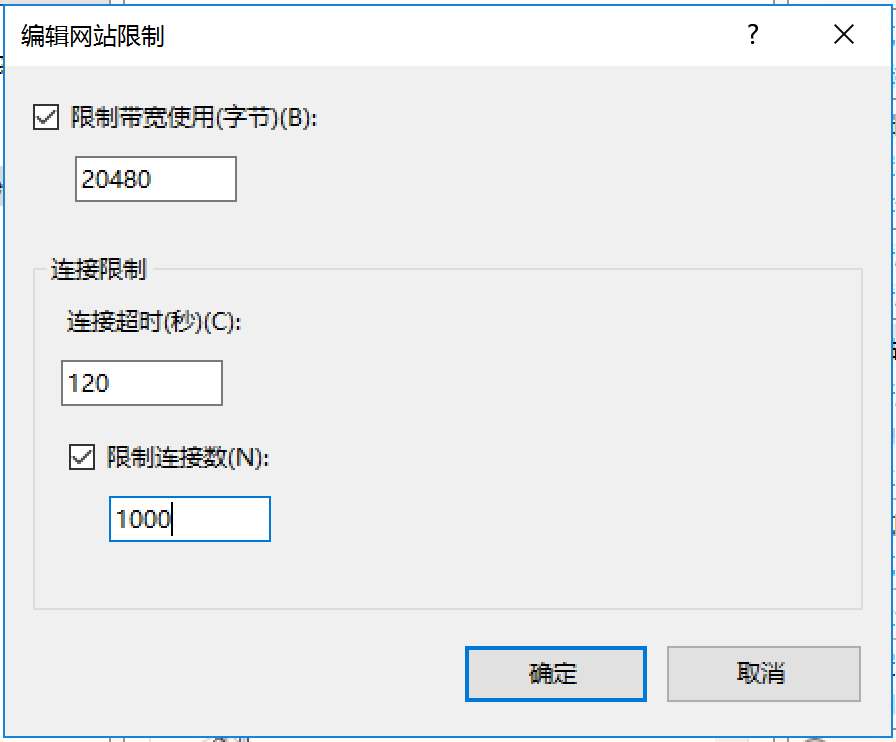 编辑网站限制
?
限制带宽使用(字节)(B):
20480
连接限制
连接超时(秒)(C):
120
限制连接数(N):
1000
确定
取消